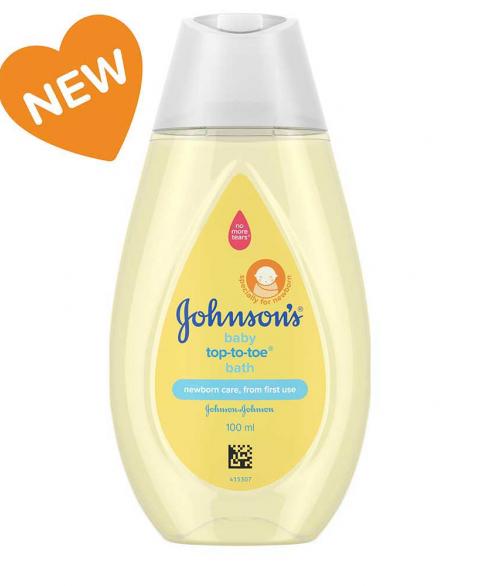 NEW
no
more
tears®
specially for newborn
Johnson's®
baby
top-to-toe®
bath
newborn care, from first use
Johnson & Johnson
100 ml
415307